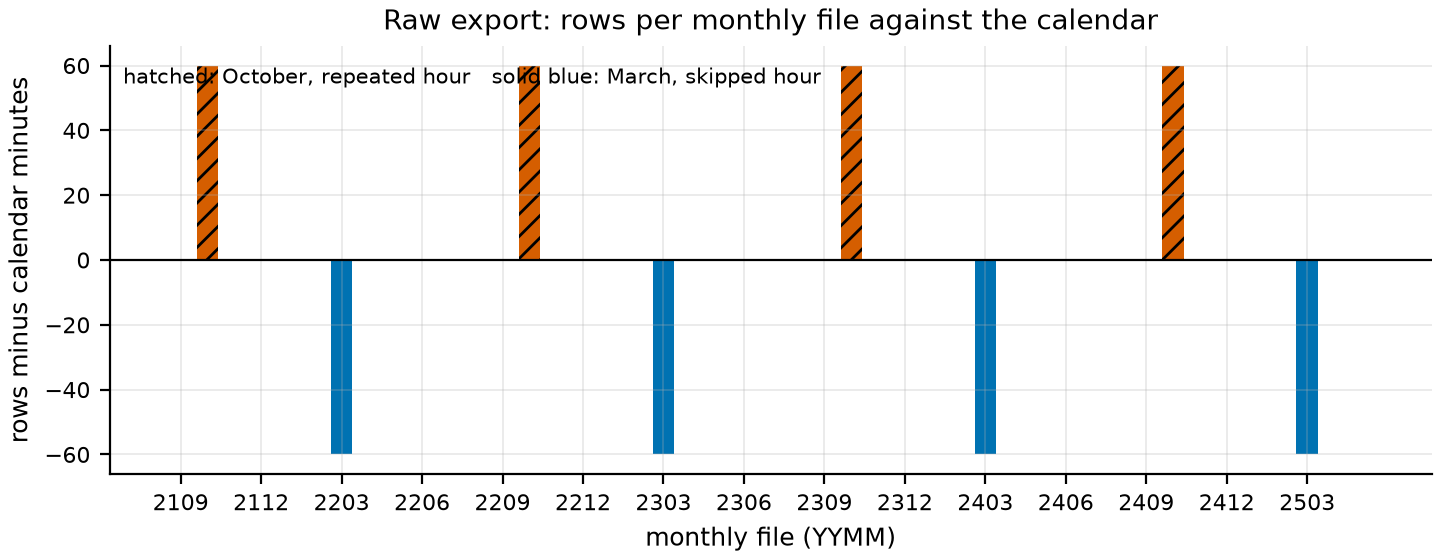 Raw export: rows per monthly file against the calendar
hatched: October, repeated hour   solid blue: March, skipped hour
rows minus calendar minutes
60
40
20
0
−20
−40
−60
2109 2112 2203 2206 2209 2212 2303 2306 2309 2312 2403 2406 2409 2412 2503
monthly file (YYMM)